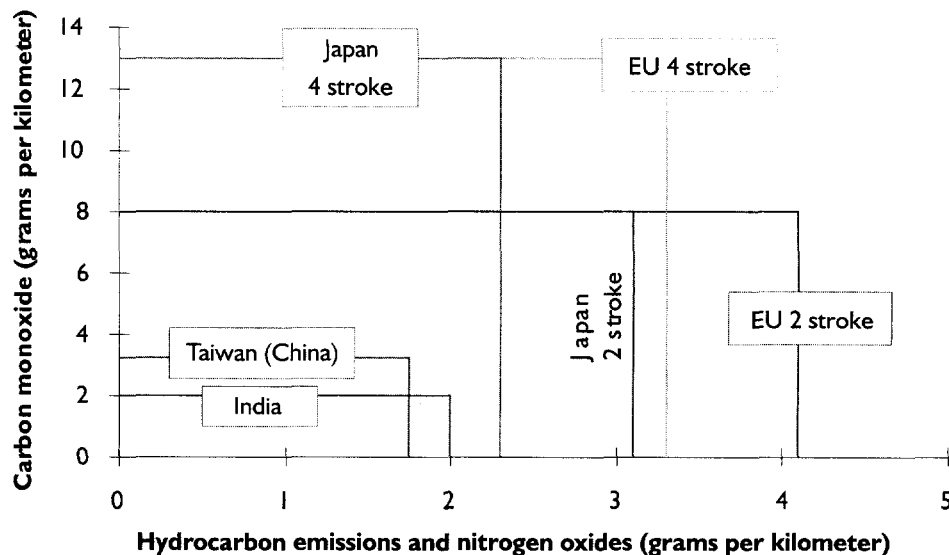 Carbon monoxide (grams per kilometer)
14
12
10
8
6
4
2
0
Japan
4 stroke
EU 4 stroke
Japan
2 stroke
EU 2 stroke
Taiwan (China)
India
0 1 2 3 4 5
Hydrocarbon emissions and nitrogen oxides (grams per kilometer)